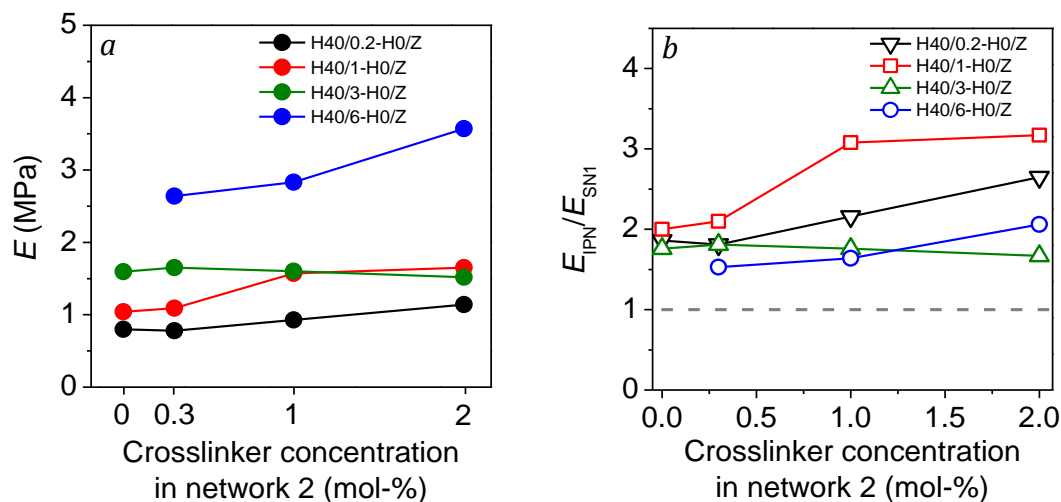 a
H40/0.2-H0/Z
H40/1-H0/Z
H40/3-H0/Z
H40/6-H0/Z
5
4
3
2
1
0
E (MPa)
0 0.3 1 2
Crosslinker concentration
in network 2 (mol-%)
b
H40/0.2-H0/Z
H40/1-H0/Z
H40/3-H0/Z
H40/6-H0/Z
4
3
2
1
0
E_IPN/E_SN1
0.0 0.5 1.0 1.5 2.0
Crosslinker concentration
in network 2 (mol-%)